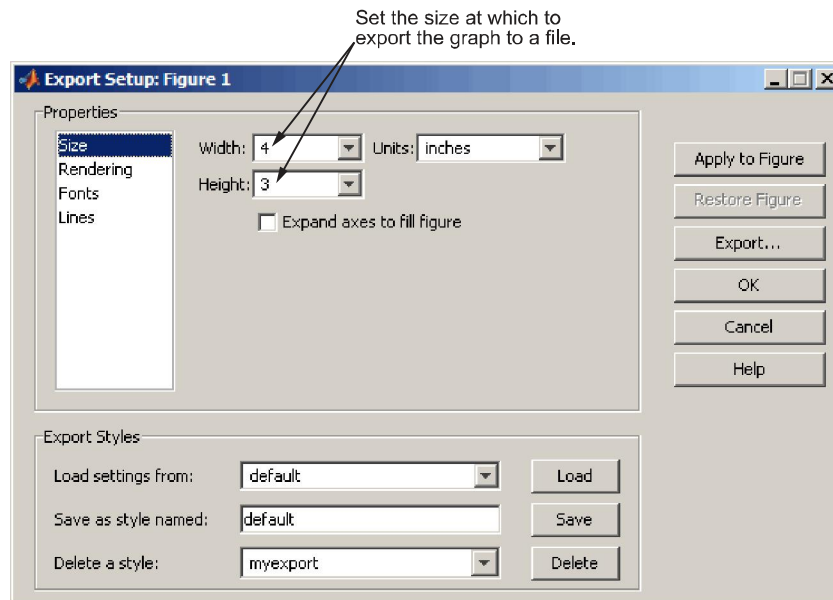 Set the size at which to
export the graph to a file.
Export Setup: Figure 1
Properties
Size
Rendering
Fonts
Lines
Width: 4 Units: inches
Height: 3
Expand axes to fill figure
Apply to Figure
Restore Figure
Export...
OK
Cancel
Help
Export Styles
Load settings from: default Load
Save as style named: default Save
Delete a style: myexport Delete